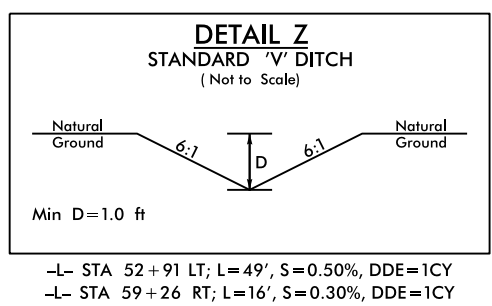 DETAIL Z
STANDARD 'V' DITCH
( Not to Scale)
Natural
Ground
6:1
D
6:1
Natural
Ground
Min D=1.0 ft
-L- STA 52+91 LT; L=49', S=0.50%, DDE=1CY
-L- STA 59+26 RT; L=16', S=0.30%, DDE=1CY